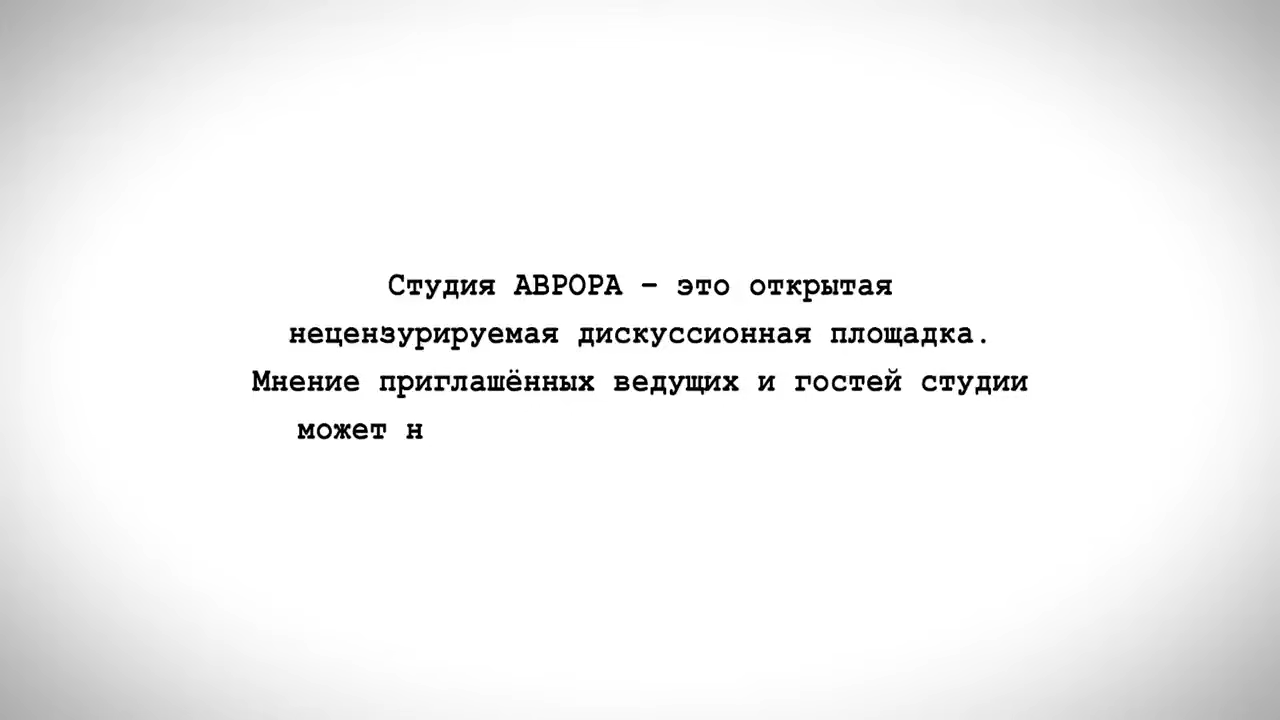 Студия АВРОРА – это открытая
нецензурируемая дискуссионная площадка.
Мнение приглашённых ведущих и гостей студии
может н